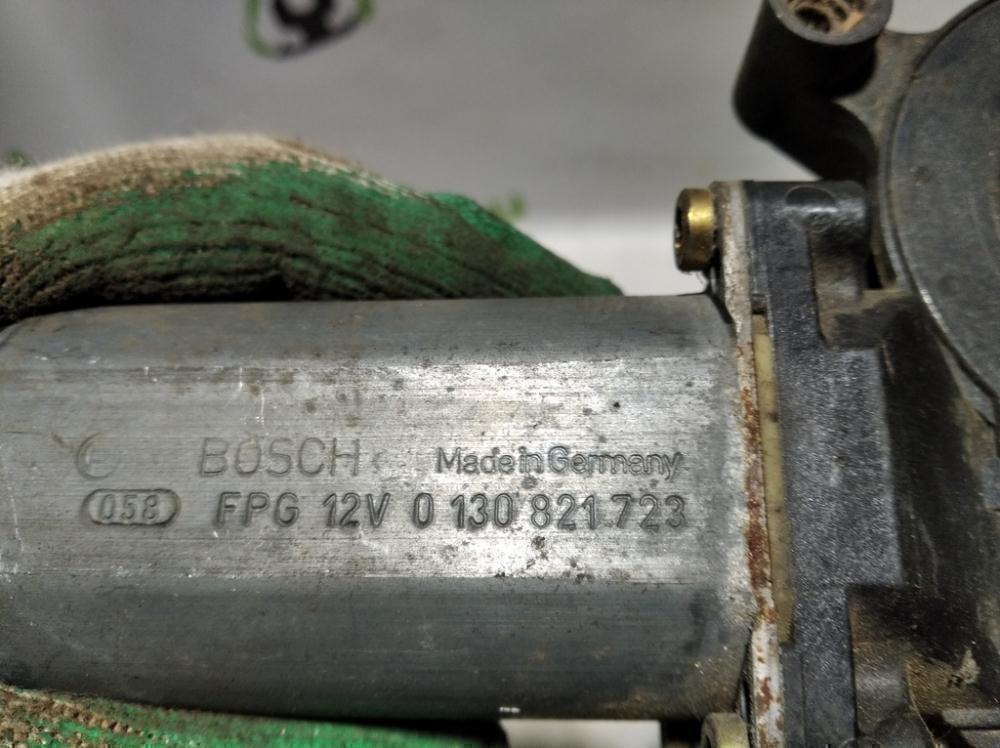 BOSCH Made in Germany
058 FPG 12V 0 130 821 723